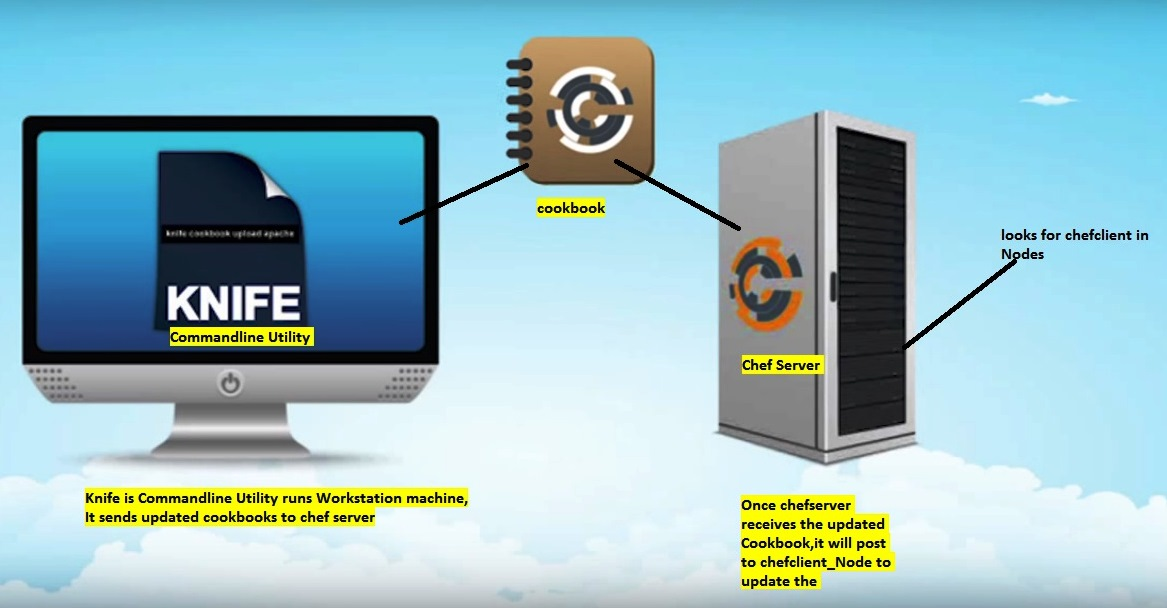 cookbook
knife cookbook upload apache
KNIFE
Commandline Utility
looks for chefclient in
Nodes
Chef Server
Knife is Commandline Utility runs Workstation machine,
It sends updated cookbooks to chef server
Once chefserver
receives the updated
Cookbook,it will post
to chefclient_Node to
update the